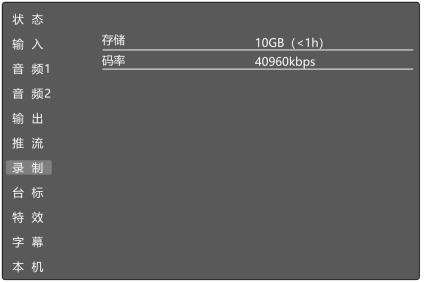 状态
输入
音频1
音频2
输出
推流
录制
台标
特效
字幕
本机
存储 10GB（<1h）
码率 40960kbps